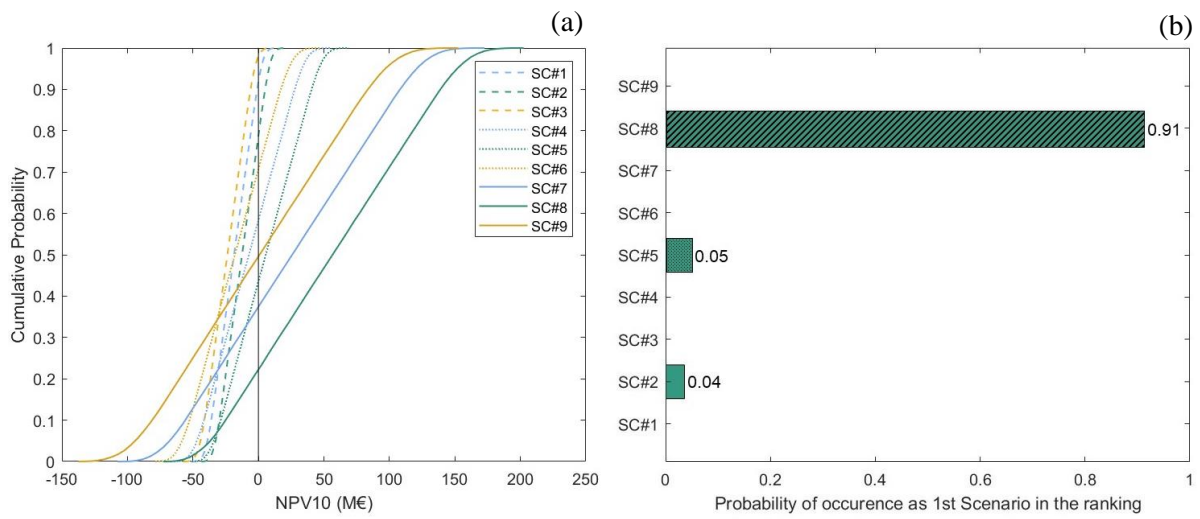 (a)
1
0.9
0.8
0.7
0.6
0.5
0.4
0.3
0.2
0.1
0
Cumulative Probability
-150 -100 -50 0 50 100 150 200 250
NPV10 (M€)
SC#1
SC#2
SC#3
SC#4
SC#5
SC#6
SC#7
SC#8
SC#9
(b)
SC#9
SC#8
SC#7
SC#6
SC#5
SC#4
SC#3
SC#2
SC#1
0.91
0.05
0.04
0 0.2 0.4 0.6 0.8 1
Probability of occurence as 1st Scenario in the ranking